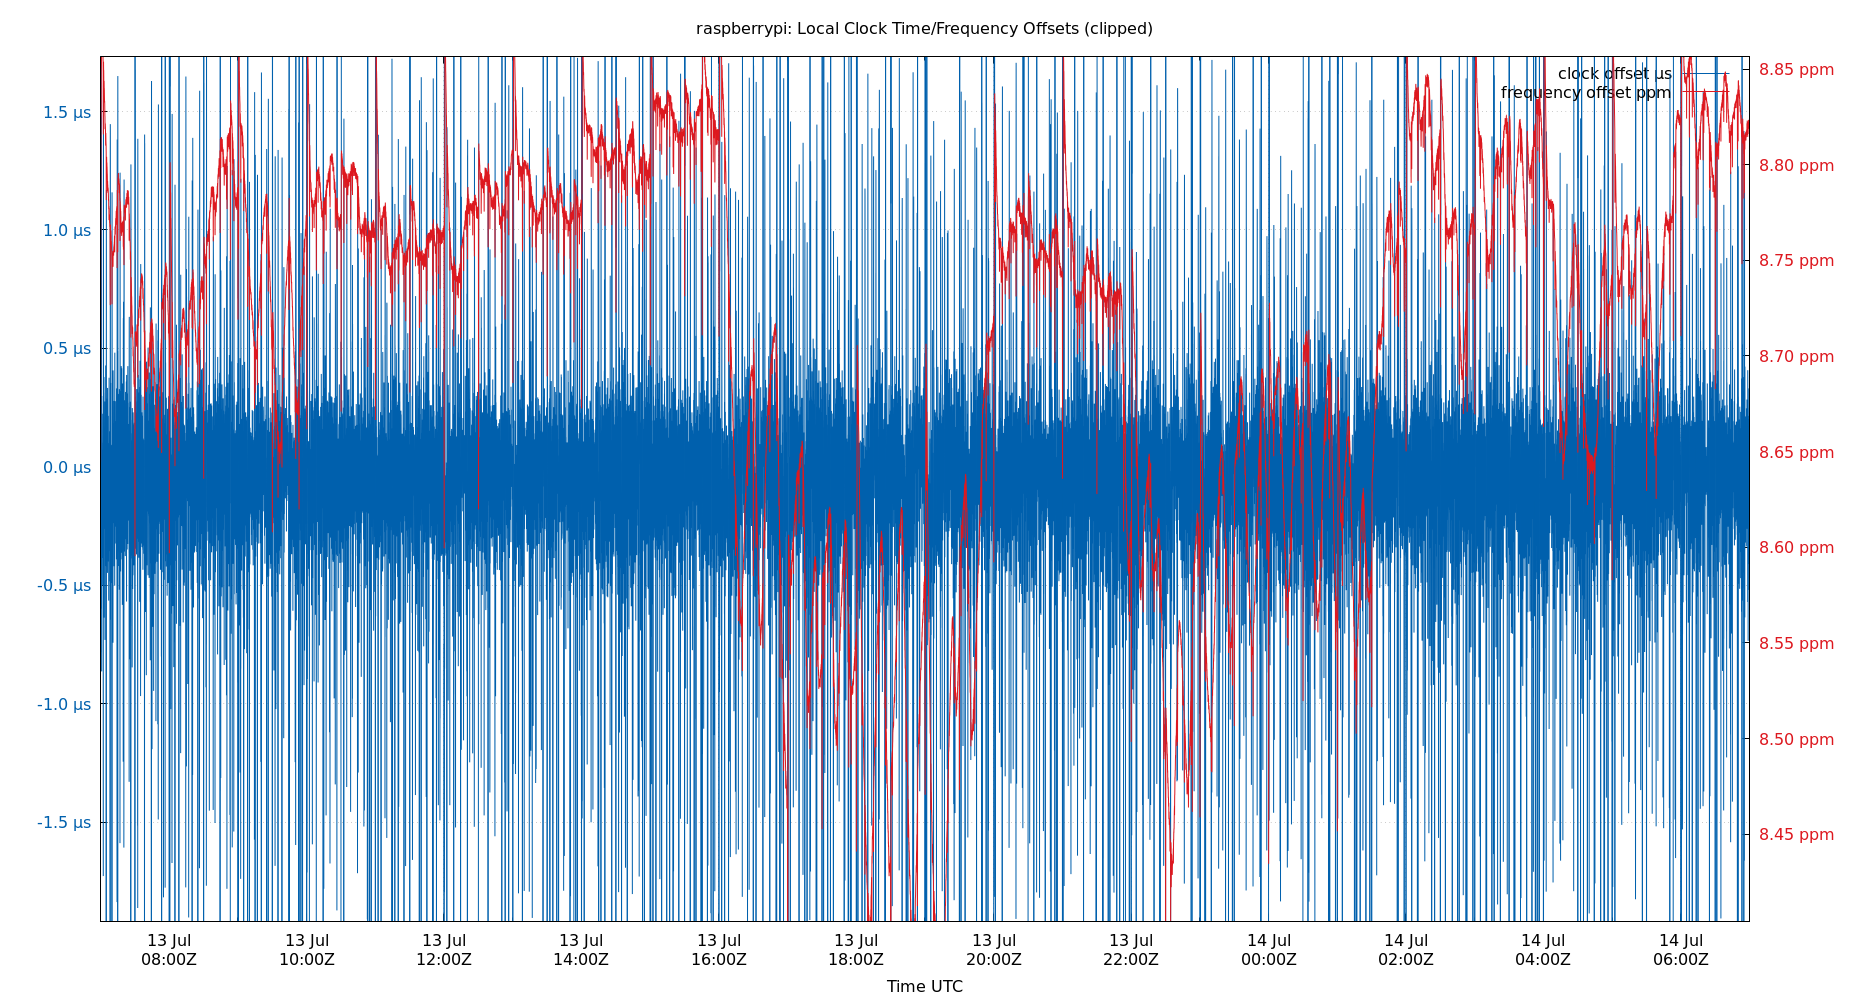 raspberrypi: Local Clock Time/Frequency Offsets (clipped)
clock offset µs
frequency offset ppm
1.5 µs
1.0 µs
0.5 µs
0.0 µs
-0.5 µs
-1.0 µs
-1.5 µs
8.85 ppm
8.80 ppm
8.75 ppm
8.70 ppm
8.65 ppm
8.60 ppm
8.55 ppm
8.50 ppm
8.45 ppm
13 Jul 13 Jul 13 Jul 13 Jul 13 Jul 13 Jul 13 Jul 13 Jul 14 Jul 14 Jul 14 Jul 14 Jul
08:00Z 10:00Z 12:00Z 14:00Z 16:00Z 18:00Z 20:00Z 22:00Z 00:00Z 02:00Z 04:00Z 06:00Z
Time UTC